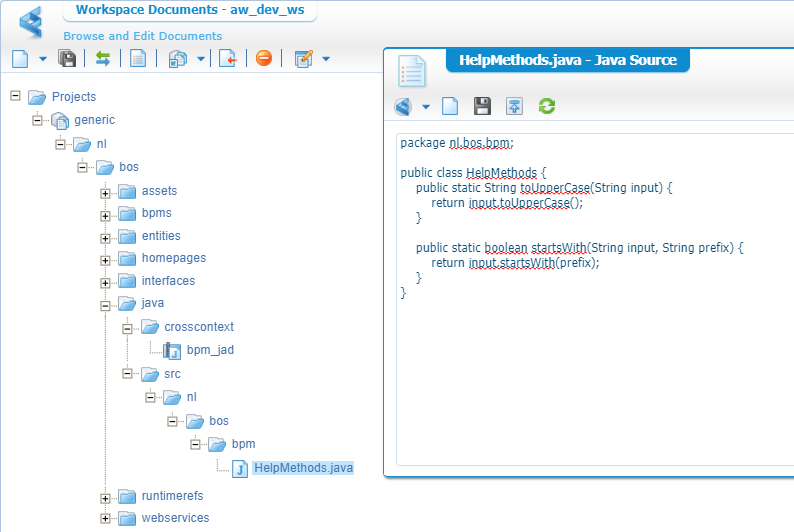 Workspace Documents - aw_dev_ws
Browse and Edit Documents
Projects
generic
nl
bos
assets
bpms
entities
homepages
interfaces
java
crosscontext
bpm_jad
src
nl
bos
bpm
HelpMethods.java
runtimerefs
webservices
HelpMethods.java - Java Source
package nl.bos.bpm;
public class HelpMethods {
public static String toUpperCase(String input) {
return input.toUpperCase();
}
public static boolean startsWith(String input, String prefix) {
return input.startsWith(prefix);
}
}